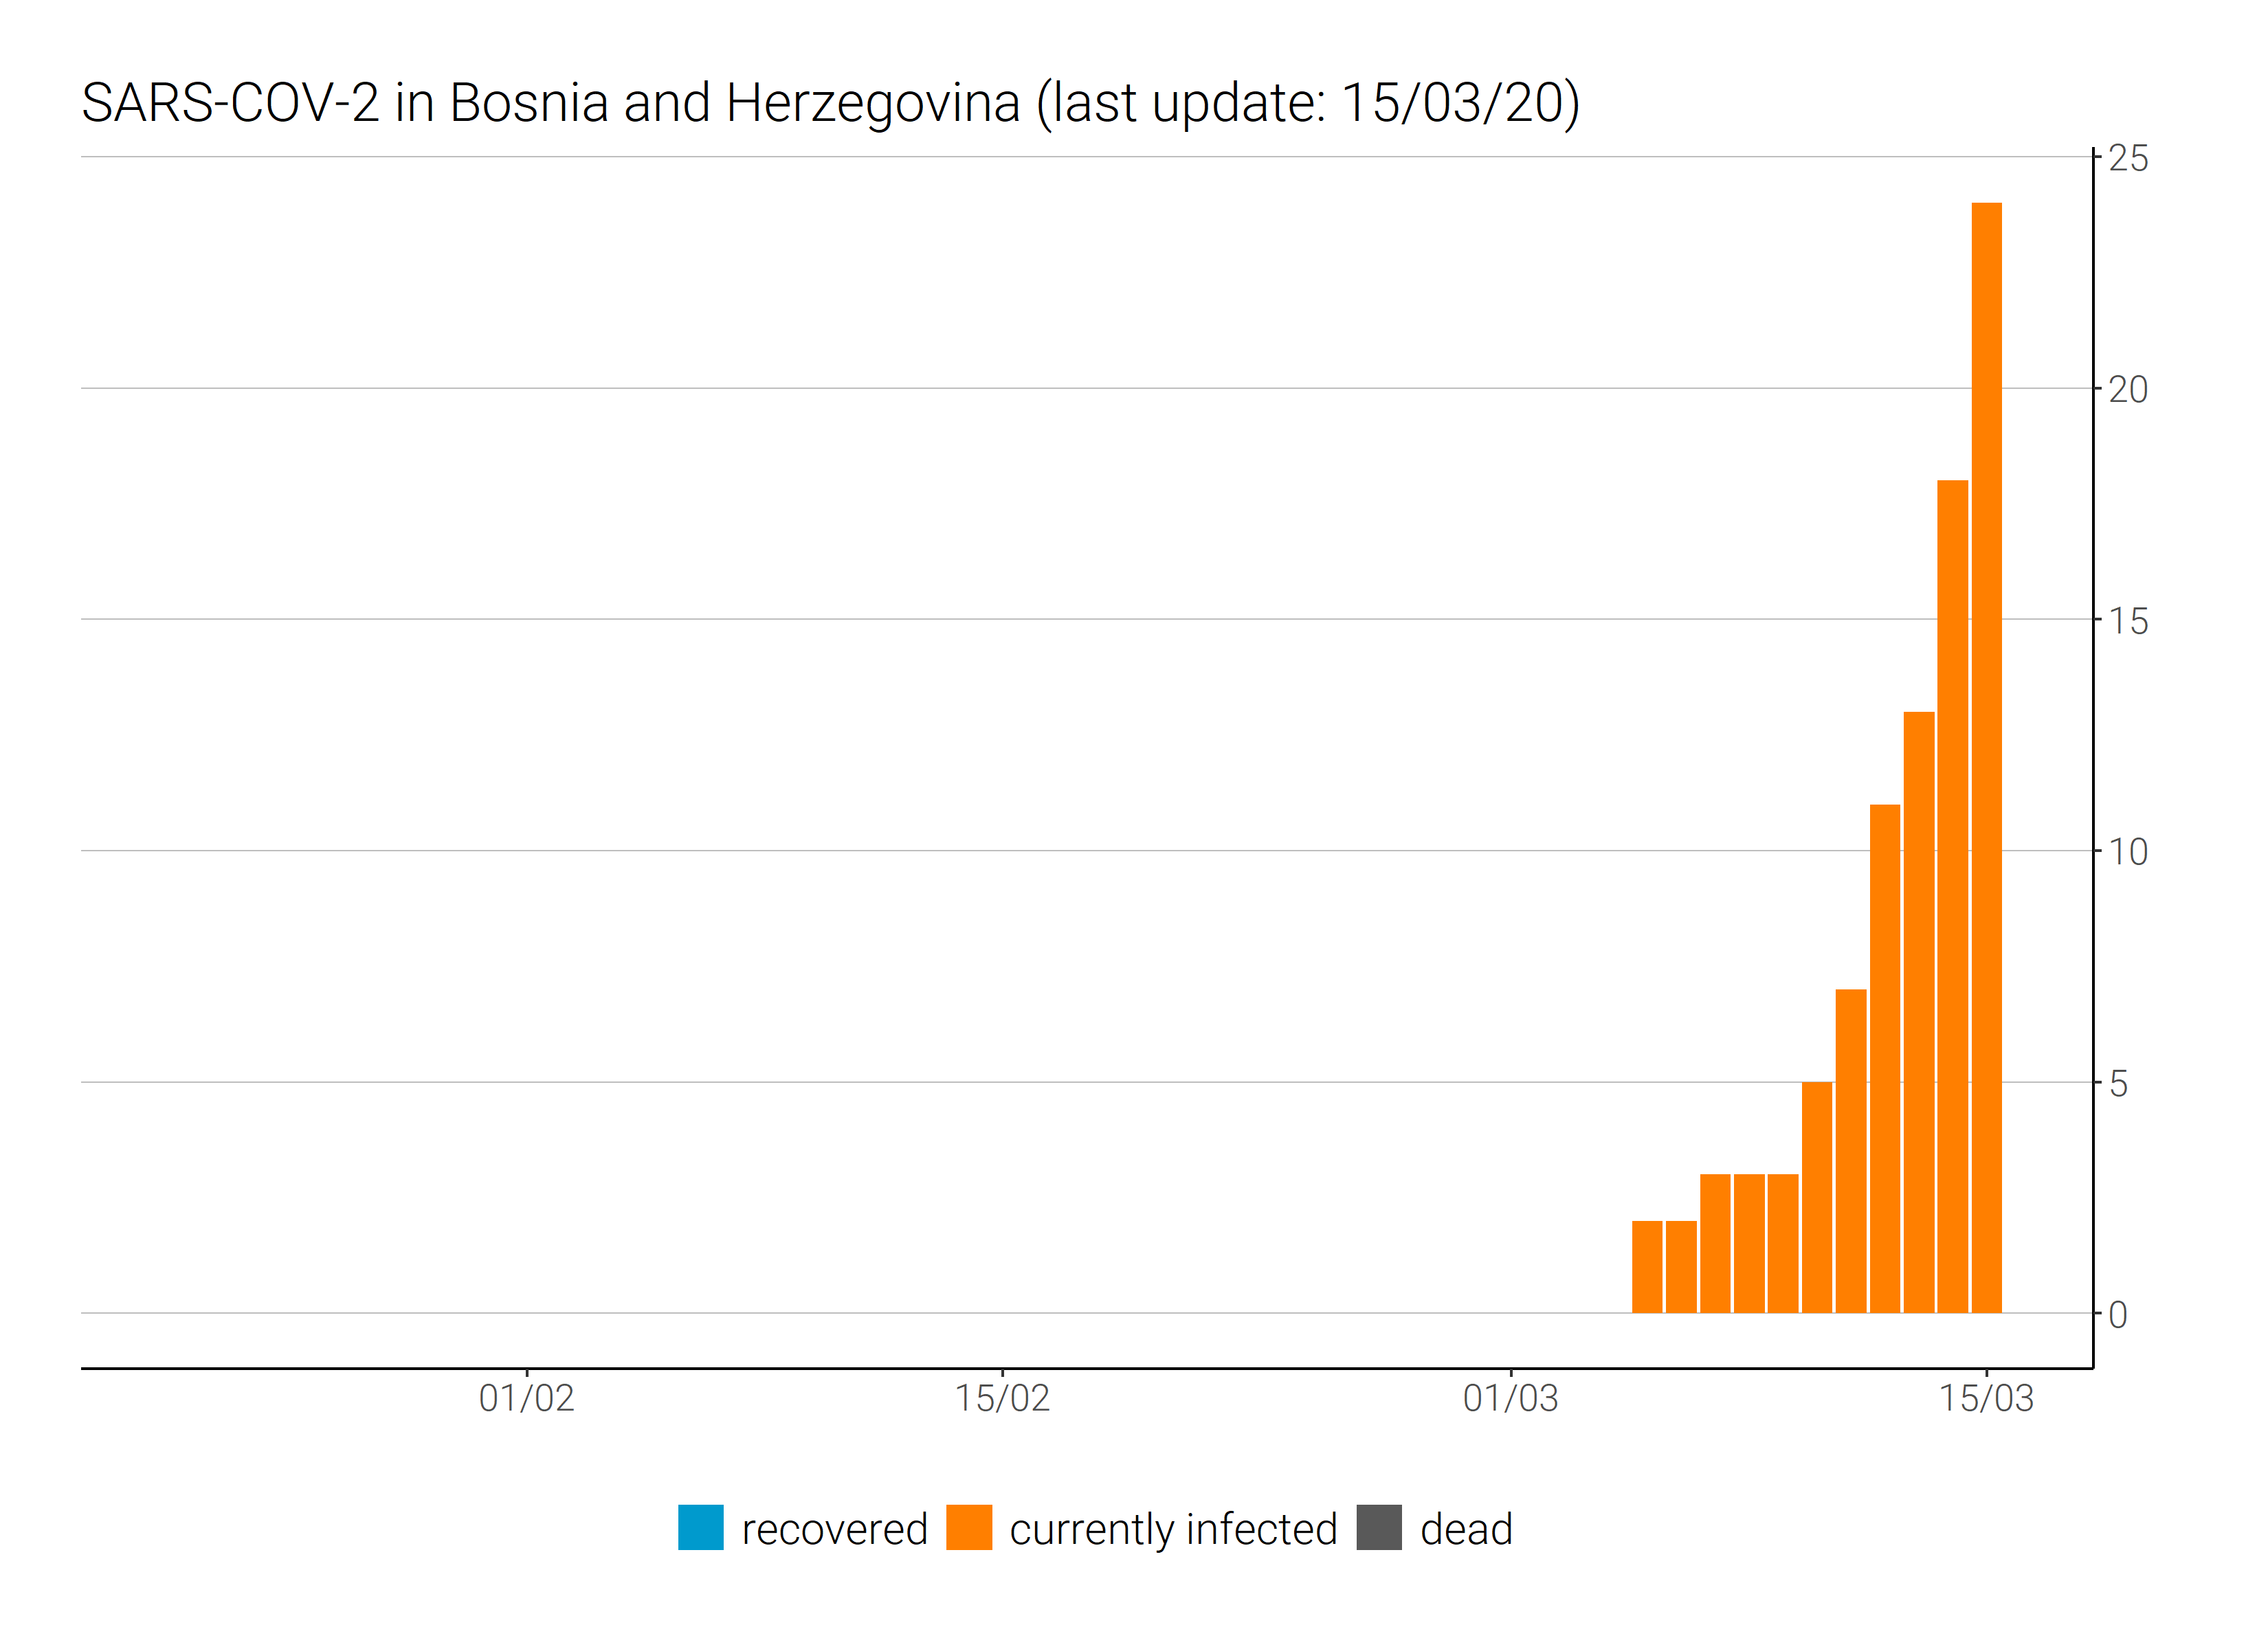 SARS-COV-2 in Bosnia and Herzegovina (last update: 15/03/20)
25
20
15
10
5
0
01/02 15/02 01/03 15/03
recovered currently infected dead